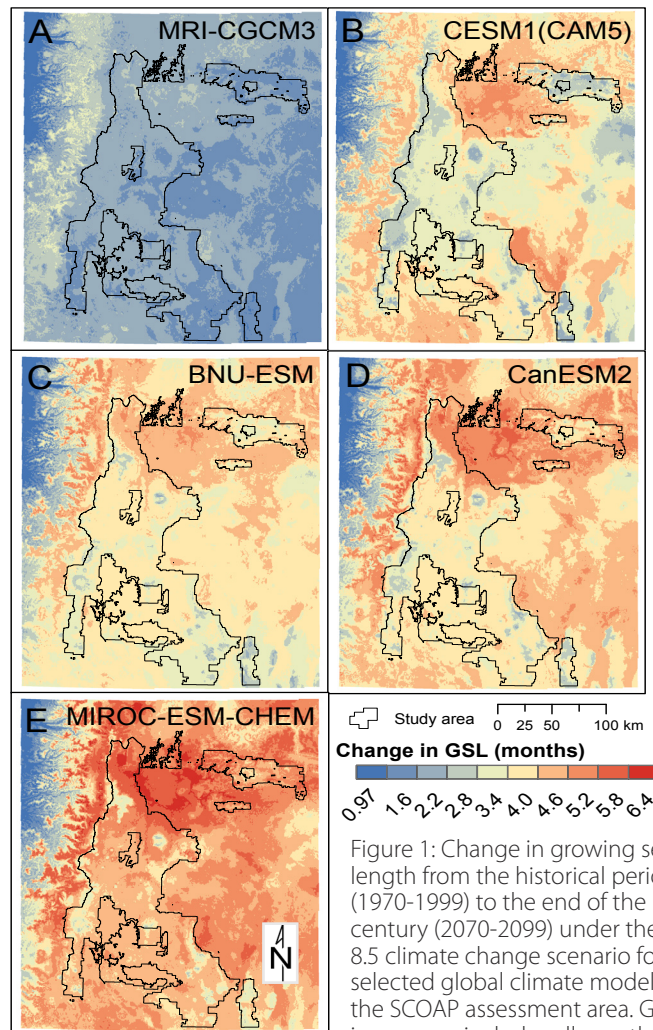 A MRI-CGCM3
B CESM1(CAM5)
C BNU-ESM
D CanESM2
E MIROC-ESM-CHEM
N
Study area 0 25 50 100 km
Change in GSL (months)
0.97 1.6 2.2 2.8 3.4 4.0 4.6 5.2 5.8 6.4
Figure 1: Change in growing
length from the historical
(1970-1999) to the end of the
century (2070-2099) under the
8.5 climate change scenario
selected global climate
the SCOAP assessment area.